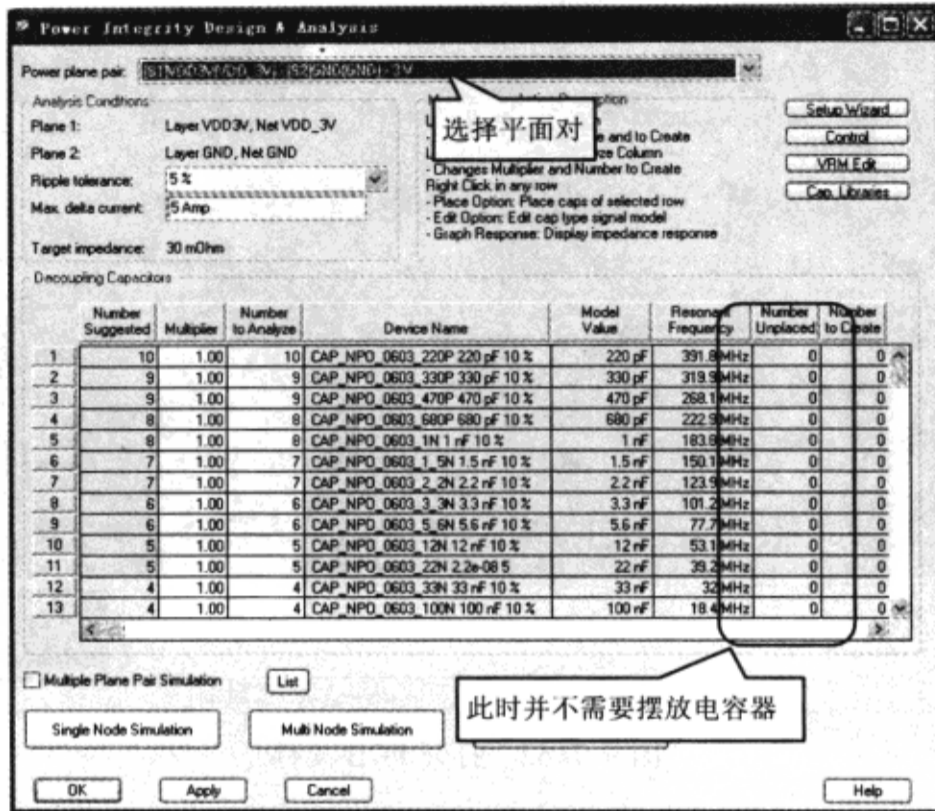 Power Integrity Design & Analysis
Power plane pair:
选择平面对
Analysis Conditions
Plane 1: Layer VDD3V, Net VDD_3V
Plane 2: Layer GND, Net GND
Ripple tolerance: 5 %
Max. delta current: 5 Amp
Target impedance: 30 mOhm
e and to Create
ze Column
- Changes Multiplier and Number to Create
Right Click in any row
- Place Option: Place caps of selected row
- Edit Option: Edit cap type signal model
- Graph Response: Display impedance response
Setup Wizard
Control
VRM Edit
Cap. Libraries
Decoupling Capacitors
Number Suggested Multiplier Number to Analyze Device Name Model Value Resonant Frequency Number Unplaced Number to Create
1 10 1.00 10 CAP_NPO_0603_220P 220 pF 10 % 220 pF 391.8 MHz 0 0
2 9 1.00 9 CAP_NPO_0603_330P 330 pF 10 % 330 pF 319.9 MHz 0 0
3 9 1.00 9 CAP_NPO_0603_470P 470 pF 10 % 470 pF 268.1 MHz 0 0
4 8 1.00 8 CAP_NPO_0603_680P 680 pF 10 % 680 pF 222.9 MHz 0 0
5 8 1.00 8 CAP_NPO_0603_1N 1 nF 10 % 1 nF 183.8 MHz 0 0
6 7 1.00 7 CAP_NPO_0603_1_5N 1.5 nF 10 % 1.5 nF 150.1 MHz 0 0
7 7 1.00 7 CAP_NPO_0603_2_2N 2.2 nF 10 % 2.2 nF 123.9 MHz 0 0
8 6 1.00 6 CAP_NPO_0603_3_3N 3.3 nF 10 % 3.3 nF 101.2 MHz 0 0
9 6 1.00 6 CAP_NPO_0603_5_6N 5.6 nF 10 % 5.6 nF 77.7 MHz 0 0
10 5 1.00 5 CAP_NPO_0603_12N 12 nF 10 % 12 nF 53.1 MHz 0 0
11 5 1.00 5 CAP_NPO_0603_22N 2.2e-08 5 22 nF 39.2 MHz 0 0
12 4 1.00 4 CAP_NPO_0603_33N 33 nF 10 % 33 nF 32 MHz 0 0
13 4 1.00 4 CAP_NPO_0603_100N 100 nF 10 % 100 nF 18.4 MHz 0 0
Multiple Plane Pair Simulation List
此时并不需要摆放电容器
Single Node Simulation Multi Node Simulation
OK Apply Cancel Help